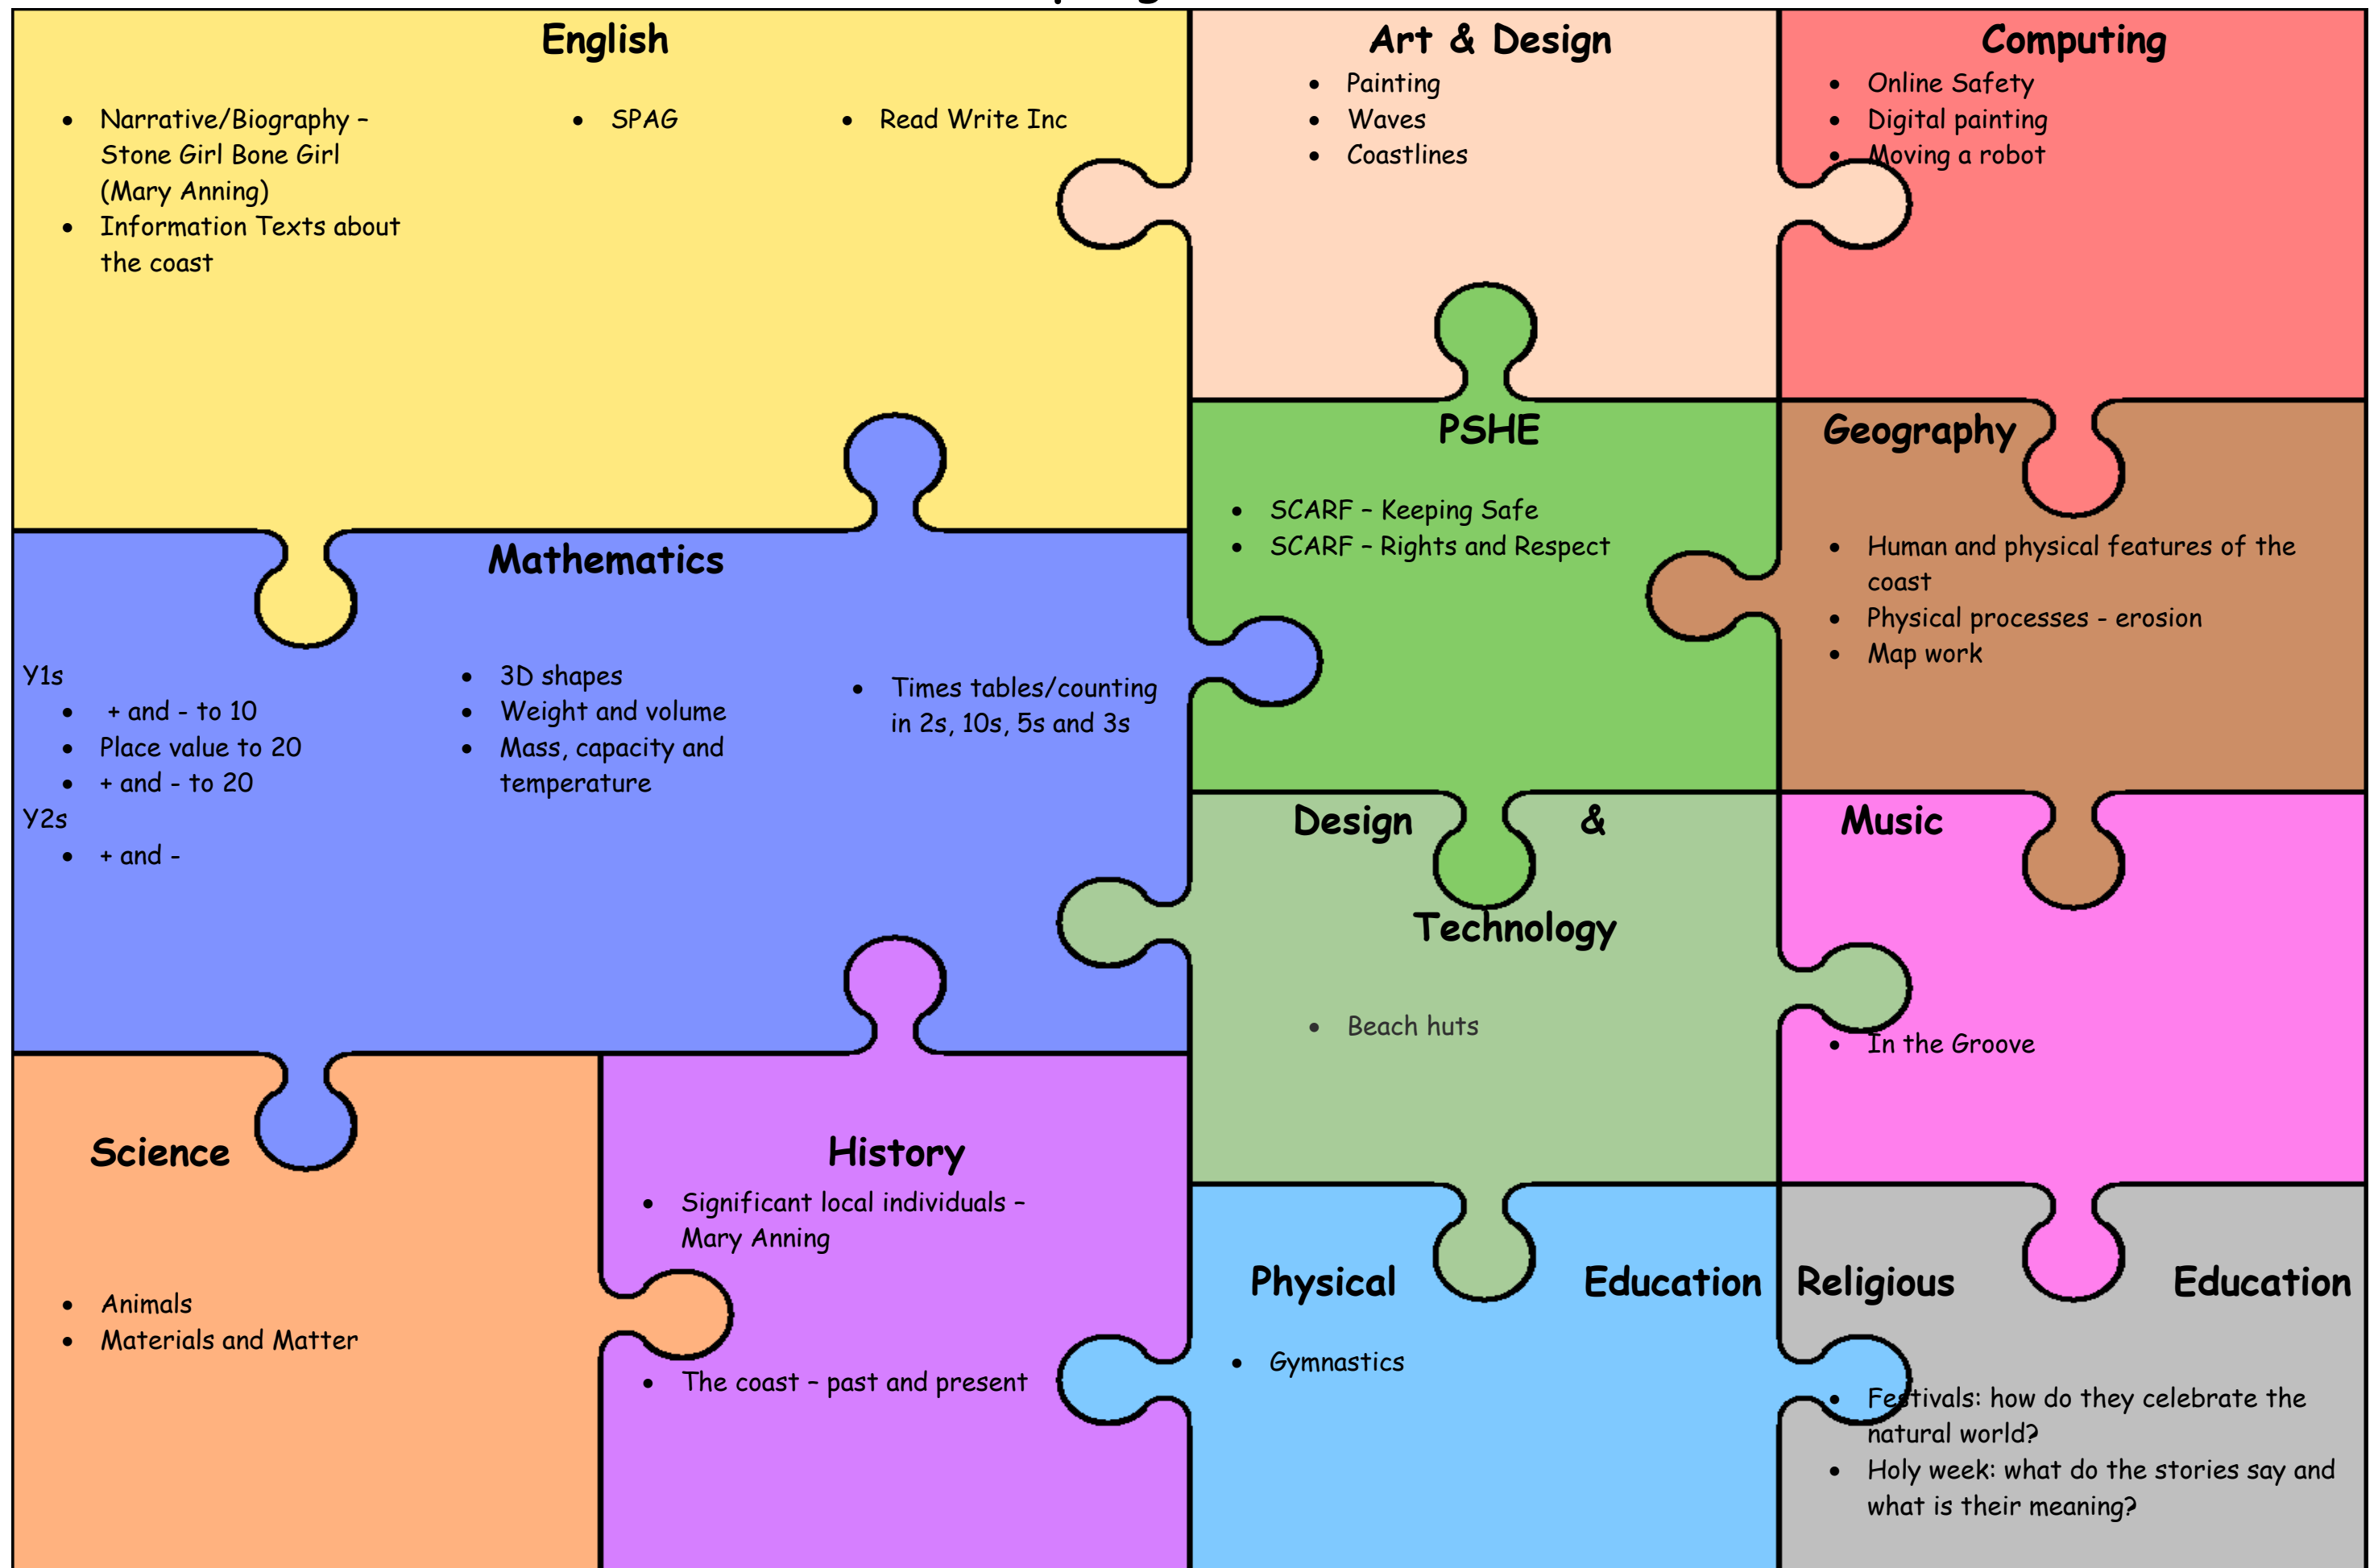 English
• Narrative/Biography –
Stone Girl Bone Girl
(Mary Anning)
• Information Texts about
the coast
• SPAG
• Read Write Inc
Art & Design
• Painting
• Waves
• Coastlines
Computing
• Online Safety
• Digital painting
• Moving a robot
PSHE
• SCARF – Keeping Safe
• SCARF – Rights and Respect
Geography
• Human and physical features of the
coast
• Physical processes - erosion
• Map work
Mathematics
Y1s
• + and - to 10
• Place value to 20
• + and - to 20
Y2s
• + and -
• 3D shapes
• Weight and volume
• Mass, capacity and
temperature
• Times tables/counting
in 2s, 10s, 5s and 3s
Design &
Technology
• Beach huts
Music
• In the Groove
Science
• Animals
• Materials and Matter
History
• Significant local individuals –
Mary Anning
• The coast – past and present
Physical Education
• Gymnastics
Religious Education
• Festivals: how do they celebrate the
natural world?
• Holy week: what do the stories say and
what is their meaning?